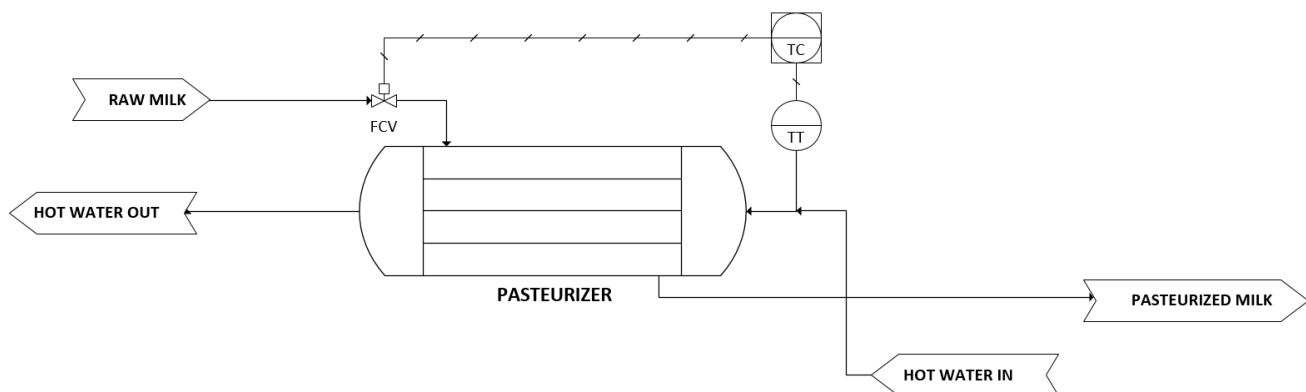 TC
RAW MILK
FCV
TT
HOT WATER OUT
PASTEURIZER
PASTEURIZED MILK
HOT WATER IN